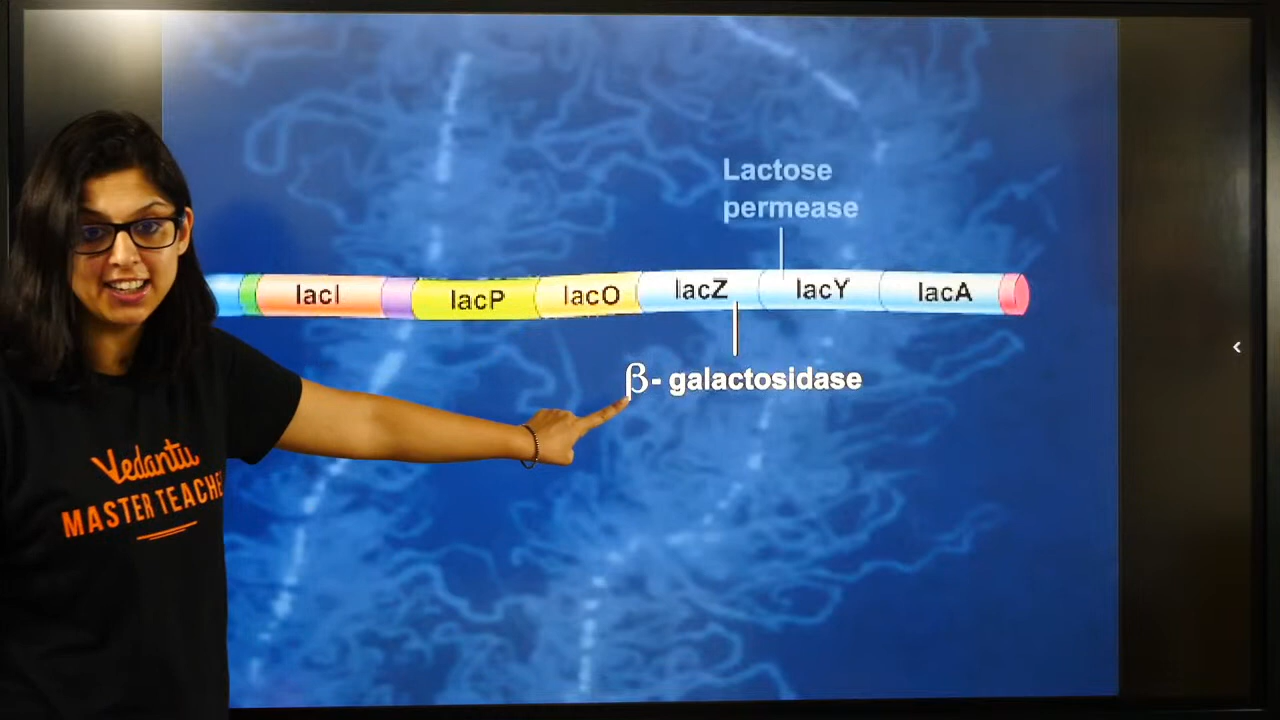 Lactose
permease
lacI lacP lacO lacZ lacY lacA
β- galactosidase
Vedantu
MASTER TEACHE